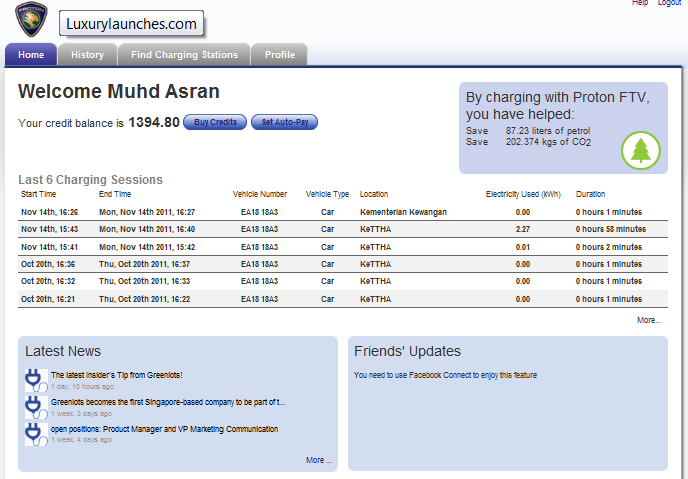 Help Logout
PROTON
Luxurylaunches.com
Home History Find Charging Stations Profile
Welcome Muhd Asran
Your credit balance is 1394.80 Buy Credits Set Auto-Pay
By charging with Proton FTV,
you have helped:
Save 87.23 liters of petrol
Save 202.374 kgs of CO2
Last 6 Charging Sessions
Start Time End Time Vehicle Number Vehicle Type Location Electricity Used (kWh) Duration
Nov 14th, 16:26 Mon, Nov 14th 2011, 16:27 EA18 18A3 Car Kementerian Kewangan 0.00 0 hours 1 minutes
Nov 14th, 15:43 Mon, Nov 14th 2011, 16:40 EA18 18A3 Car KeTTHA 2.27 0 hours 58 minutes
Nov 14th, 15:41 Mon, Nov 14th 2011, 15:42 EA18 18A3 Car KeTTHA 0.01 0 hours 2 minutes
Oct 20th, 16:36 Thu, Oct 20th 2011, 16:37 EA18 18A3 Car KeTTHA 0.00 0 hours 1 minutes
Oct 20th, 16:32 Thu, Oct 20th 2011, 16:33 EA18 18A3 Car KeTTHA 0.00 0 hours 1 minutes
Oct 20th, 16:21 Thu, Oct 20th 2011, 16:22 EA18 18A3 Car KeTTHA 0.00 0 hours 1 minutes
More...
Latest News
The latest Insider's Tip from Greenlots!
1 day, 10 hours ago
Greenlots becomes the first Singapore-based company to be part of t...
1 week, 3 days ago
open positions: Product Manager and VP Marketing Communication
1 week, 4 days ago
More ...
Friends' Updates
You need to use Facebook Connect to enjoy this feature